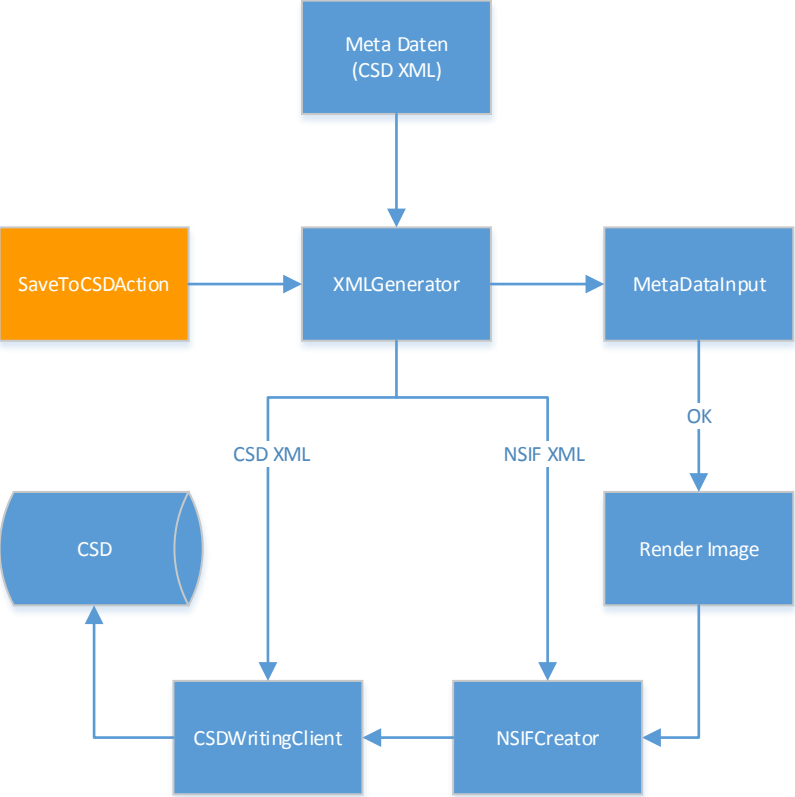 Meta Daten
(CSD XML)
SaveToCSDAction
XMLGenerator
MetaDataInput
OK
CSD XML
NSIF XML
CSD
Render Image
CSDWritingClient
NSIFCreator